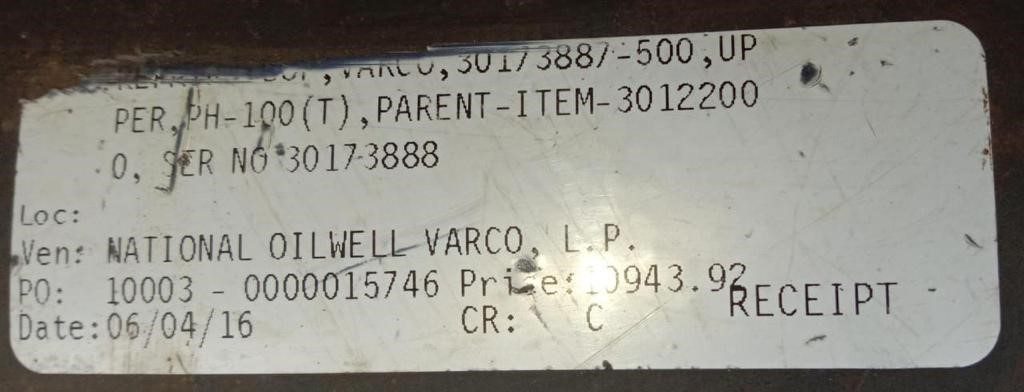 VARCO,30173887-500,UP
PER,PH-100(T),PARENT-ITEM-3012200
0, SER NO 30173888
Loc:
Ven: NATIONAL OILWELL VARCO, L.P.
PO: 10003 - 0000015746 Price:10943.92
RECEIPT
Date:06/04/16 CR: C